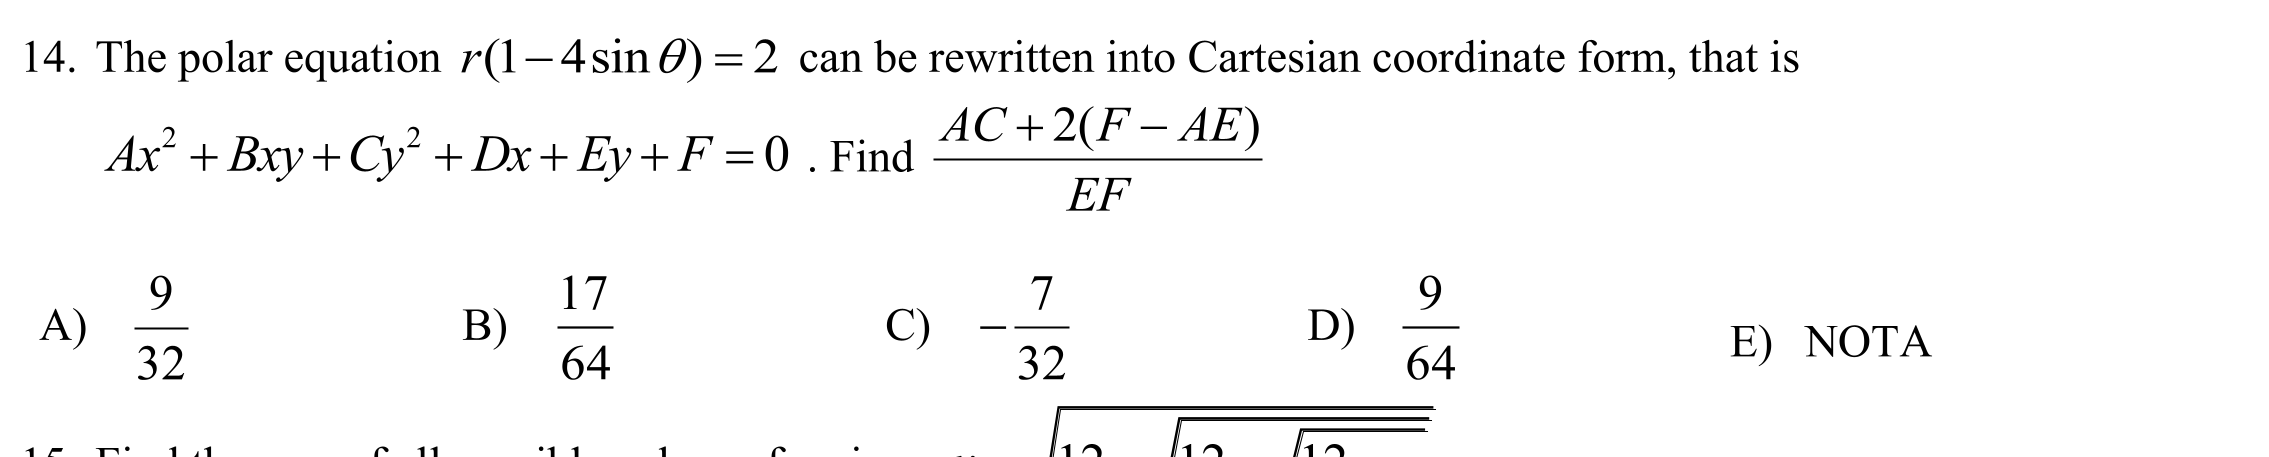 14. The polar equation r(1−4sin θ) = 2 can be rewritten into Cartesian coordinate form, that is
Ax² + Bxy + Cy² + Dx + Ey + F = 0 . Find (AC + 2(F − AE))/(EF)
A) 9/32 B) 17/64 C) −7/32 D) 9/64 E) NOTA